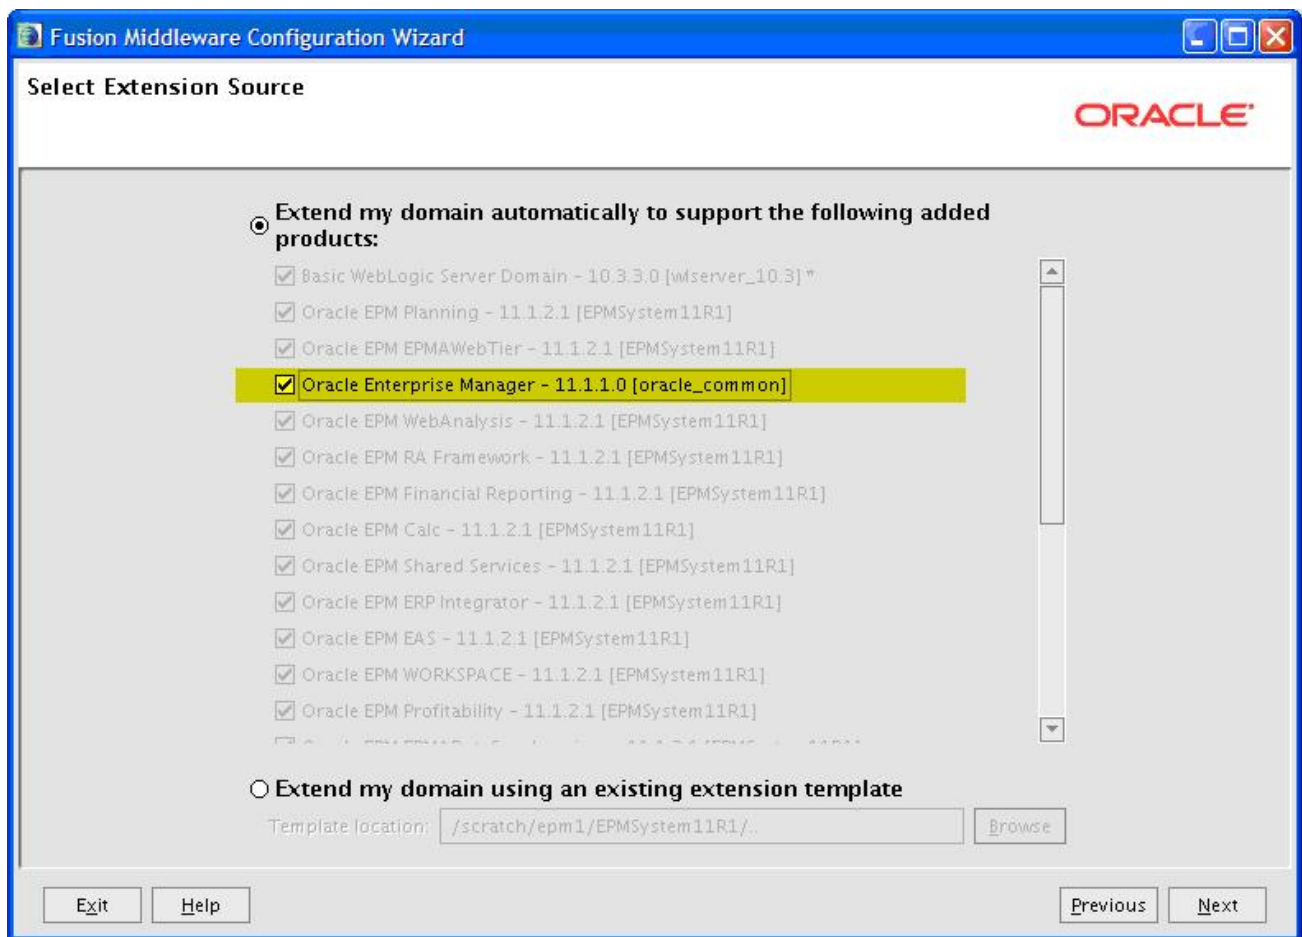 Fusion Middleware Configuration Wizard
Select Extension Source
ORACLE
Extend my domain automatically to support the following added
products:
Basic WebLogic Server Domain - 10.3.3.0 [wlserver_10.3] *
Oracle EPM Planning - 11.1.2.1 [EPMSystem11R1]
Oracle EPM EPMAWebTier - 11.1.2.1 [EPMSystem11R1]
Oracle Enterprise Manager - 11.1.1.0 [oracle_common]
Oracle EPM WebAnalysis - 11.1.2.1 [EPMSystem11R1]
Oracle EPM RA Framework - 11.1.2.1 [EPMSystem11R1]
Oracle EPM Financial Reporting - 11.1.2.1 [EPMSystem11R1]
Oracle EPM Calc - 11.1.2.1 [EPMSystem11R1]
Oracle EPM Shared Services - 11.1.2.1 [EPMSystem11R1]
Oracle EPM ERP Integrator - 11.1.2.1 [EPMSystem11R1]
Oracle EPM EAS - 11.1.2.1 [EPMSystem11R1]
Oracle EPM WORKSPACE - 11.1.2.1 [EPMSystem11R1]
Oracle EPM Profitability - 11.1.2.1 [EPMSystem11R1]
Extend my domain using an existing extension template
Template location: /scratch/epm1/EPMSystem11R1/.. Browse
Exit Help Previous Next